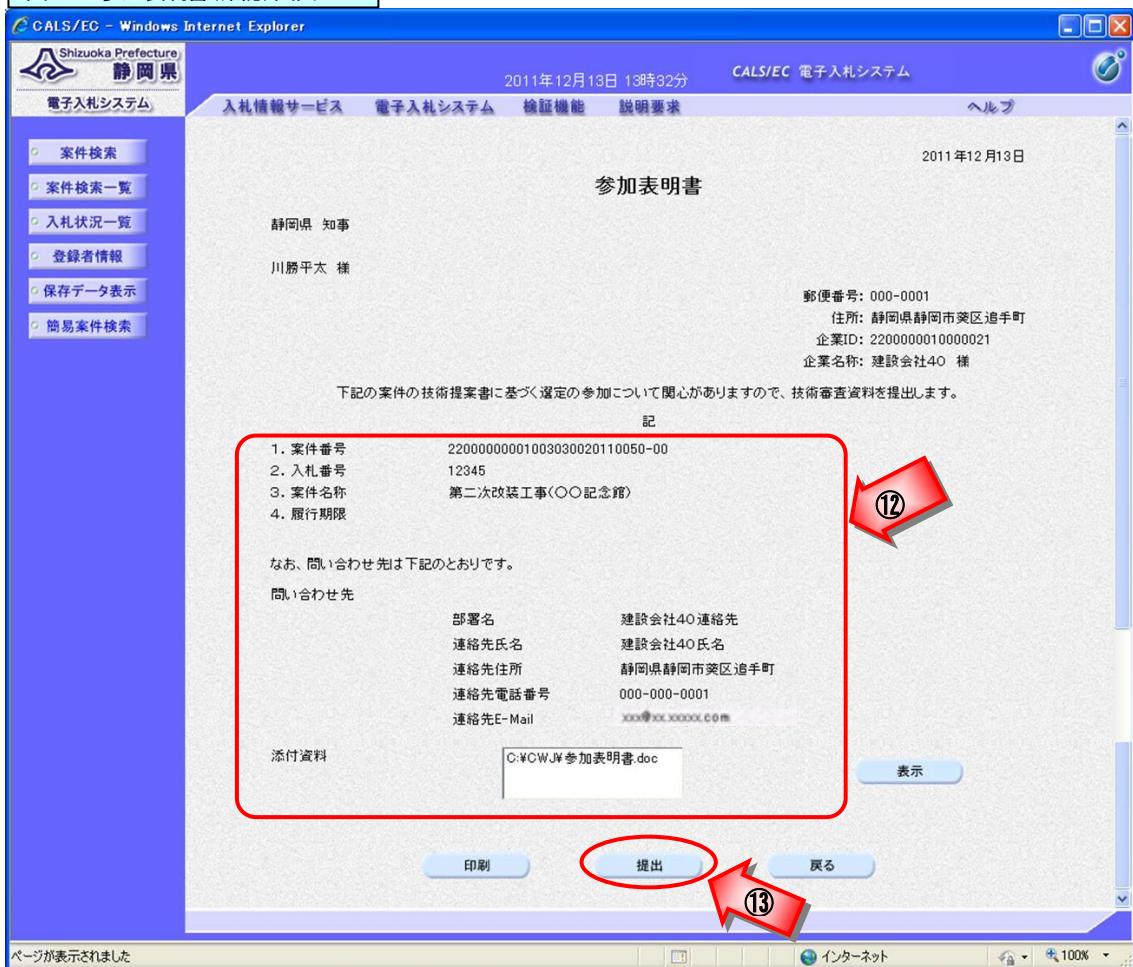 CALS/EC - Windows Internet Explorer
Shizuoka Prefecture
静岡県
電子入札システム
2011年12月13日 13時32分
CALS/EC 電子入札システム
入札情報サービス 電子入札システム 検証機能 説明要求 ヘルプ
案件検索
案件検索一覧
入札状況一覧
登録者情報
保存データ表示
簡易案件検索
2011年12月13日
参加表明書
静岡県 知事
川勝平太 様
郵便番号: 000-0001
住所: 静岡県静岡市葵区追手町
企業ID: 2200000010000021
企業名称: 建設会社40 様
下記の案件の技術提案書に基づく選定の参加について関心がありますので、技術審査資料を提出します。
記
1. 案件番号 22000000001003030020110050-00
2. 入札番号 12345
3. 案件名称 第二次改装工事(○○記念館)
4. 履行期限
⑫
なお、問い合わせ先は下記のとおりです。
問い合わせ先
部署名 建設会社40連絡先
連絡先氏名 建設会社40氏名
連絡先住所 静岡県静岡市葵区追手町
連絡先電話番号 000-000-0001
連絡先E-Mail xxx@xx.xxxxx.com
添付資料 C:¥CWJ¥参加表明書.doc
表示
印刷 提出 戻る
⑬
ページが表示されました インターネット 100%